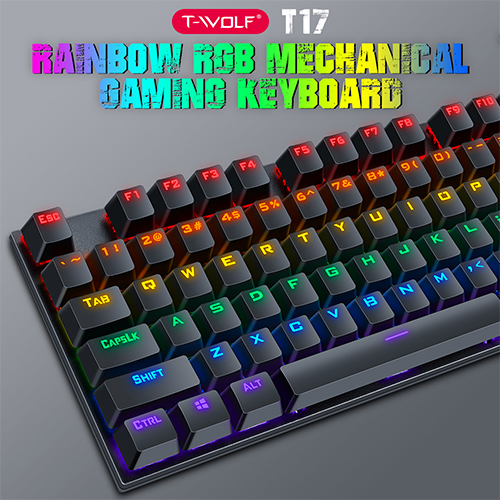 T-WOLF® T17
RAINBOW RGB MECHANICAL
GAMING KEYBOARD
Esc F1 F2 F3 F4 F5 F6 F7 F8 F9 F10
`~ 1! 2@ 3# 4$ 5% 6^ 7& 8* 9( 0) -
Tab Q W E R T Y U I O P
CapsLk A S D F G H J K L
Shift Z X C V B N M ,<
Ctrl Alt